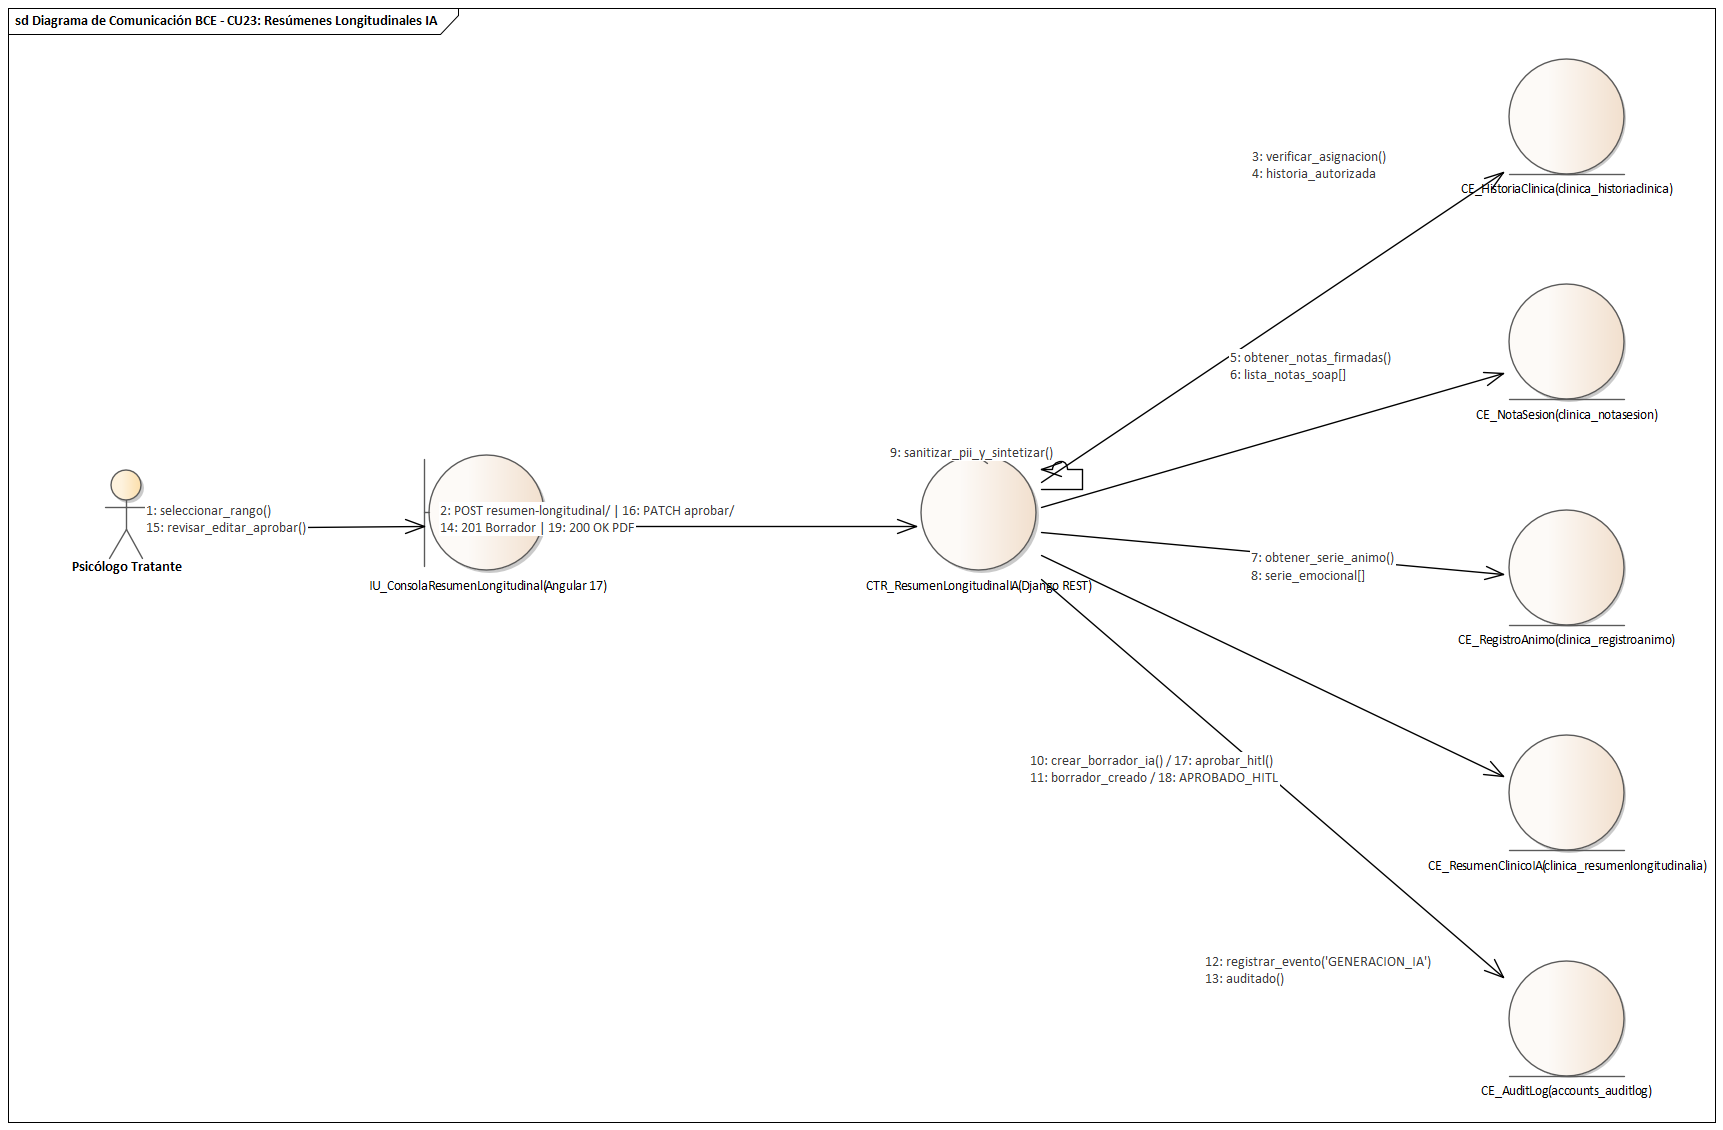 sd Diagrama de Comunicación BCE - CU23: Resúmenes Longitudinales IA
3: verificar_asignacion()
4: historia_autorizada
CE_HistoriaClinica(clinica_historiaclinica)
5: obtener_notas_firmadas()
6: lista_notas_soap[]
CE_NotaSesion(clinica_notasesion)
9: sanitizar_pii_y_sintetizar()
1: seleccionar_rango()
15: revisar_editar_aprobar()
2: POST resumen-longitudinal/ | 16: PATCH aprobar/
14: 201 Borrador | 19: 200 OK PDF
Psicólogo Tratante
IU_ConsolaResumenLongitudinal(Angular 17)
CTR_ResumenLongitudinalIA(Django REST)
7: obtener_serie_animo()
8: serie_emocional[]
CE_RegistroAnimo(clinica_registroanimo)
10: crear_borrador_ia() / 17: aprobar_hitl()
11: borrador_creado / 18: APROBADO_HITL
CE_ResumenClinicoIA(clinica_resumenlongitudinalia)
12: registrar_evento('GENERACION_IA')
13: auditado()
CE_AuditLog(accounts_auditlog)